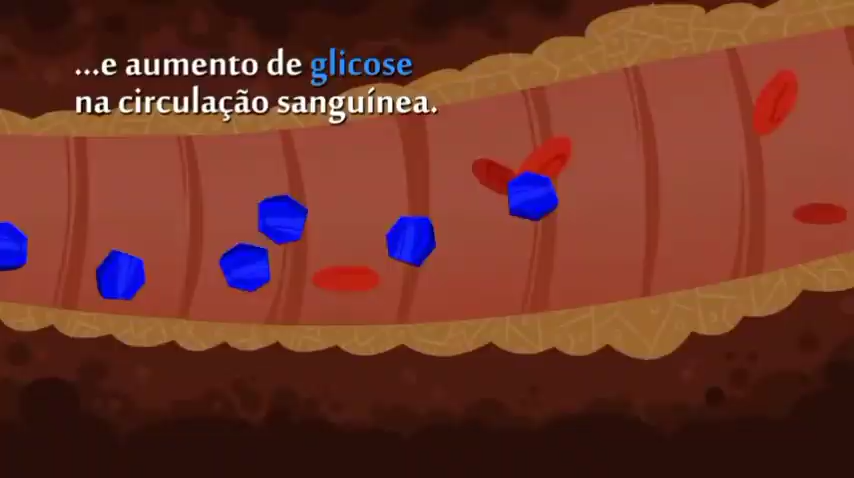 ...e aumento de glicose
na circulação sanguínea.